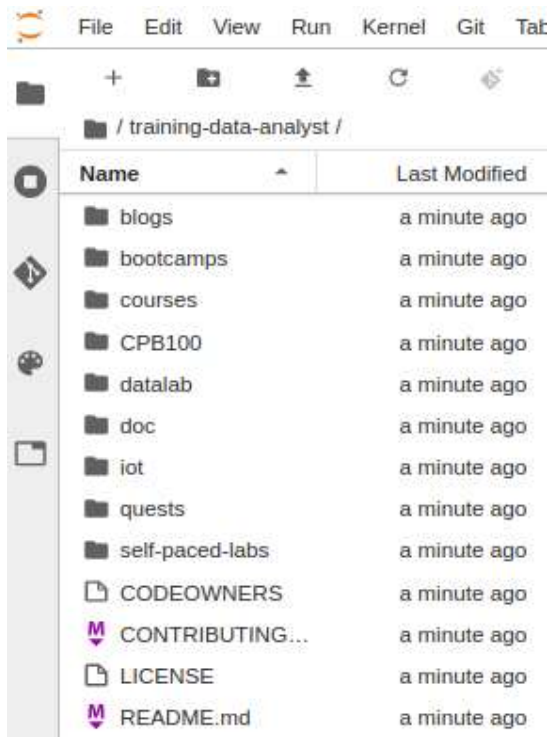 File Edit View Run Kernel Git Tab
/ training-data-analyst /
Name Last Modified
blogs a minute ago
bootcamps a minute ago
courses a minute ago
CPB100 a minute ago
datalab a minute ago
doc a minute ago
iot a minute ago
quests a minute ago
self-paced-labs a minute ago
CODEOWNERS a minute ago
CONTRIBUTING... a minute ago
LICENSE a minute ago
README.md a minute ago